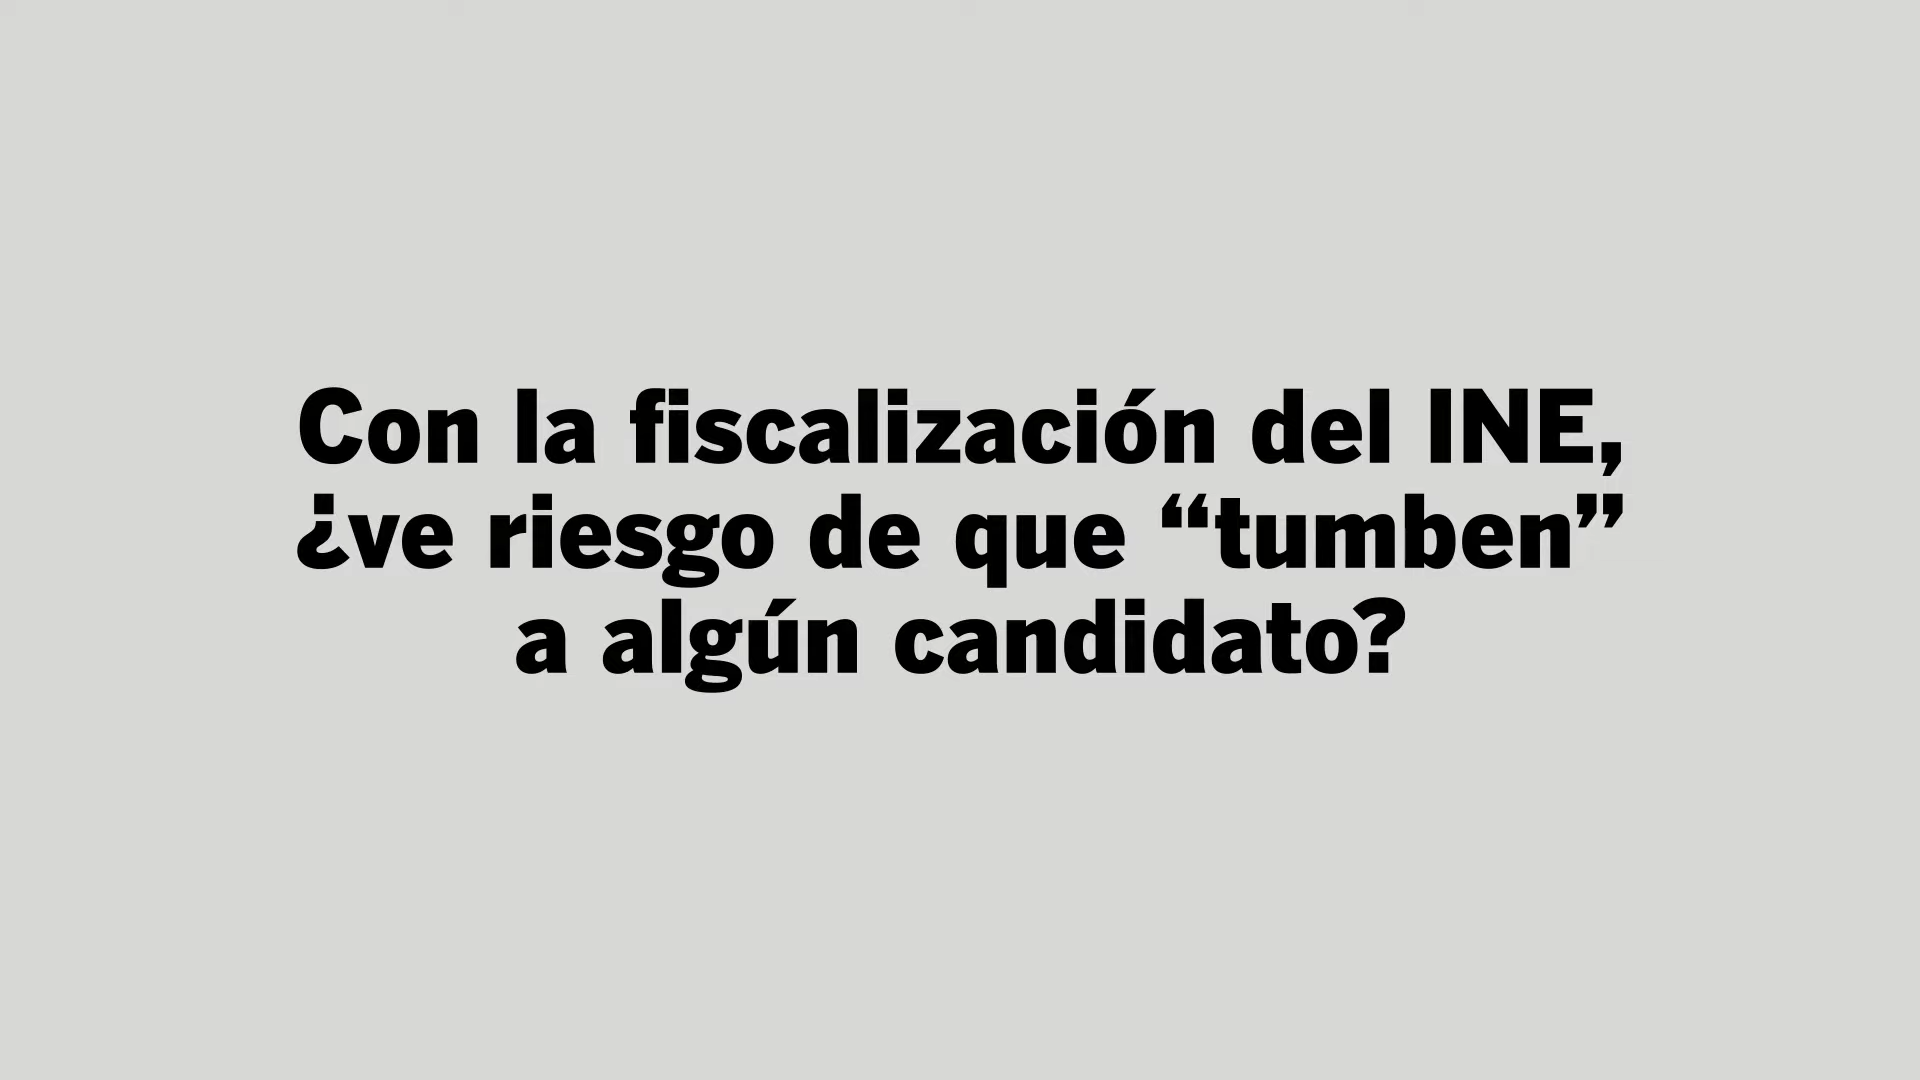 Con la fiscalización del INE,
¿ve riesgo de que “tumben”
a algún candidato?